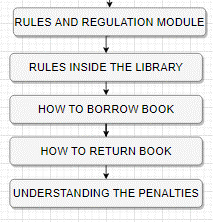 RULES AND REGULATION MODULE
RULES INSIDE THE LIBRARY
HOW TO BORROW BOOK
HOW TO RETURN BOOK
UNDERSTANDING THE PENALTIES